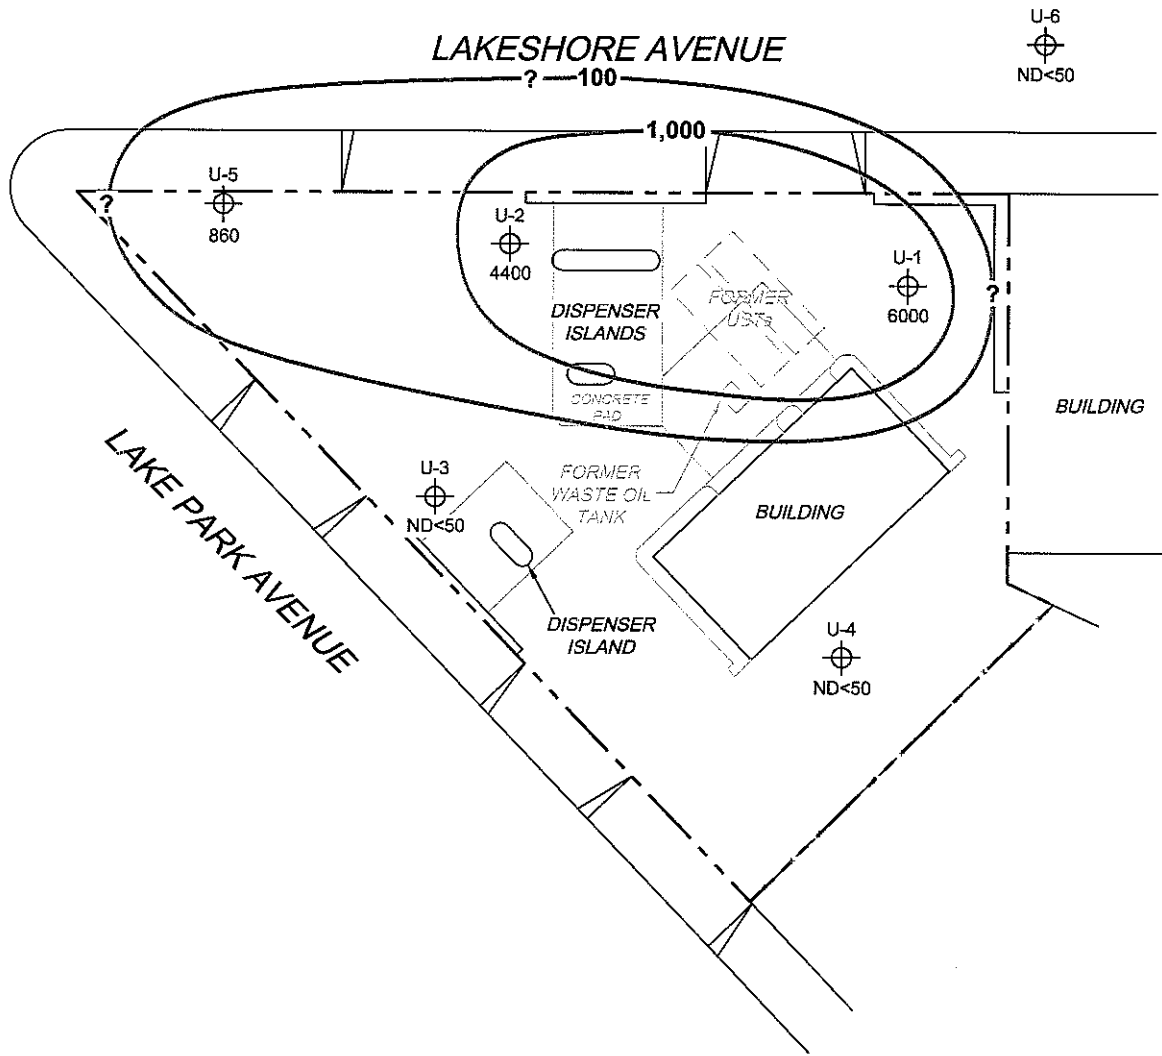 U-6
ND<50
LAKESHORE AVENUE
? 100
1,000
?
U-5
860
U-2
4400
U-1
6000
?
DISPENSER
ISLANDS
FORMER
USTs
CONCRETE
PAD
BUILDING
U-3
ND<50
FORMER
WASTE OIL
TANK
BUILDING
LAKE PARK AVENUE
DISPENSER
ISLAND
U-4
ND<50